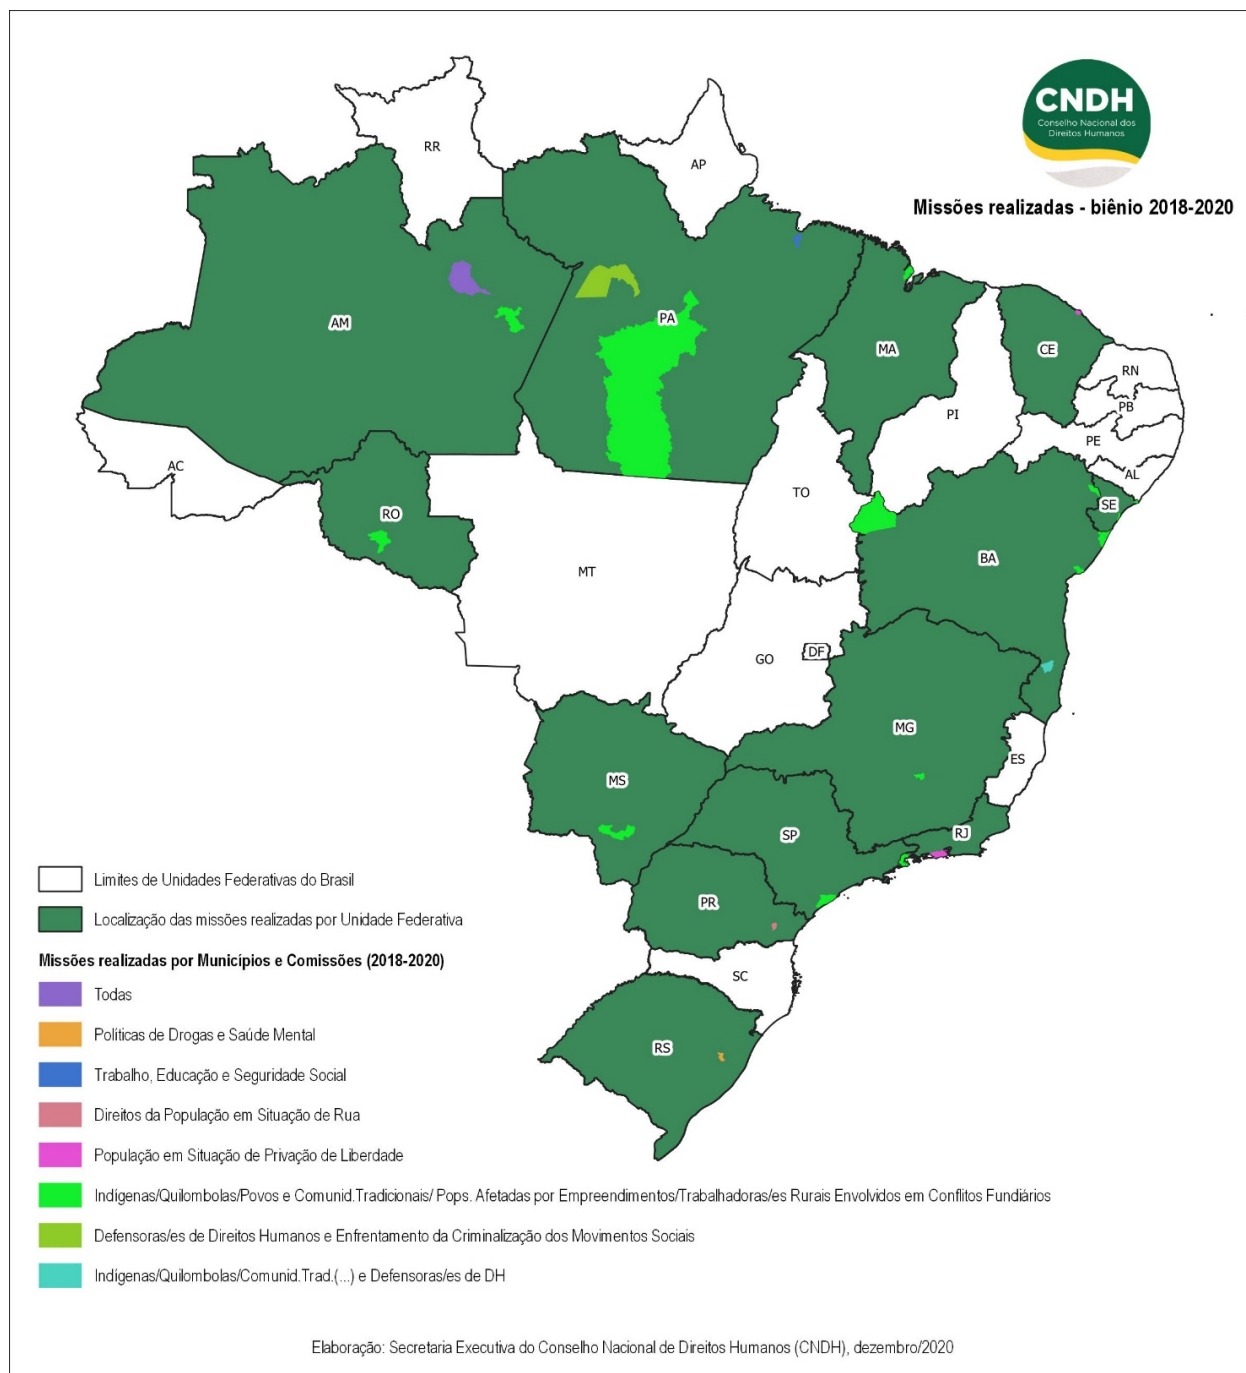 CNDH
Conselho Nacional dos
Direitos Humanos
Missões realizadas - biênio 2018-2020
RR
AP
AM
PA
MA
CE
RN
PB
PI
PE
AL
AC
TO
SE
RO
BA
MT
GO
DF
MG
ES
MS
SP
RJ
PR
SC
RS
Limites de Unidades Federativas do Brasil
Localização das missões realizadas por Unidade Federativa
Missões realizadas por Municípios e Comissões (2018-2020)
Todas
Políticas de Drogas e Saúde Mental
Trabalho, Educação e Seguridade Social
Direitos da População em Situação de Rua
População em Situação de Privação de Liberdade
Indígenas/Quilombolas/Povos e Comunid.Tradicionais/ Pops. Afetadas por Empreendimentos/Trabalhadoras/es Rurais Envolvidos em Conflitos Fundiários
Defensoras/es de Direitos Humanos e Enfrentamento da Criminalização dos Movimentos Sociais
Indígenas/Quilombolas/Comunid.Trad.(...) e Defensoras/es de DH
Elaboração: Secretaria Executiva do Conselho Nacional de Direitos Humanos (CNDH), dezembro/2020